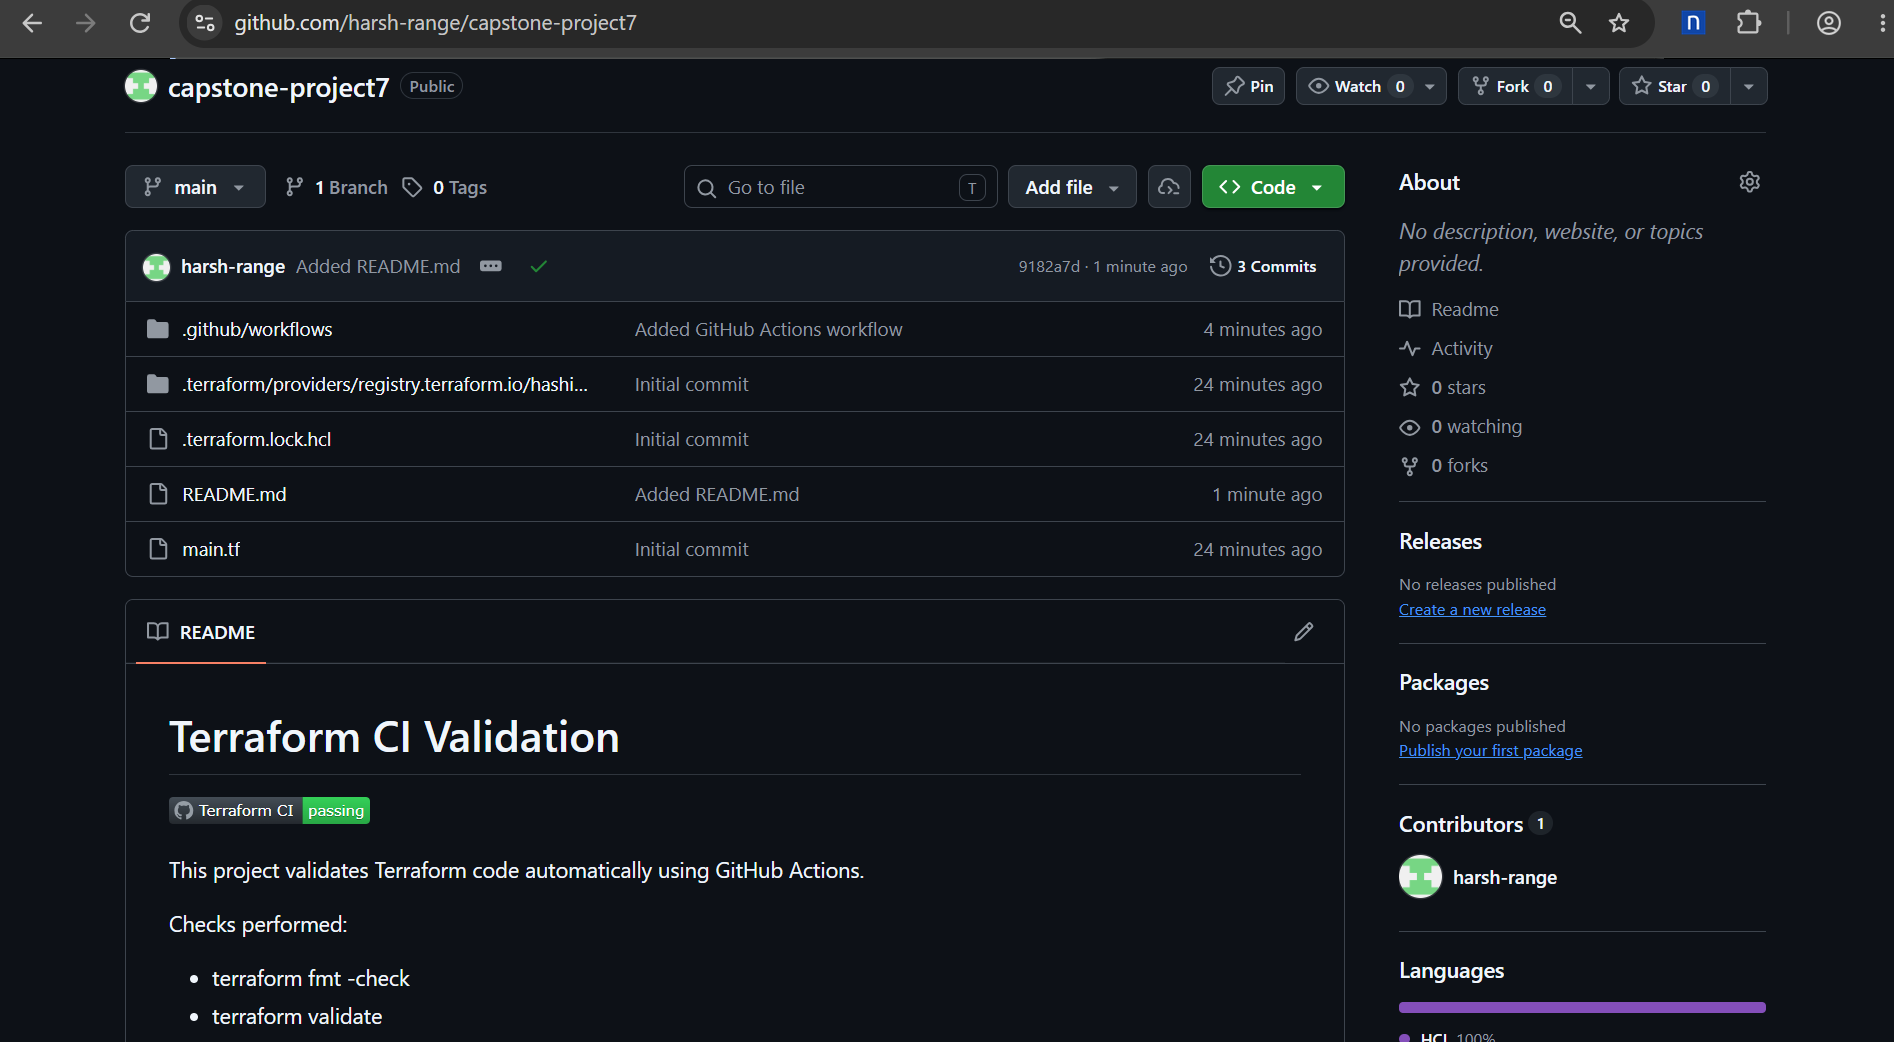 github.com/harsh-range/capstone-project7
n
capstone-project7 Public
Pin Watch 0 Fork 0 Star 0
main 1 Branch 0 Tags
Go to file T Add file Code
harsh-range Added README.md 9182a7d · 1 minute ago 3 Commits
.github/workflows Added GitHub Actions workflow 4 minutes ago
.terraform/providers/registry.terraform.io/hashi... Initial commit 24 minutes ago
.terraform.lock.hcl Initial commit 24 minutes ago
README.md Added README.md 1 minute ago
main.tf Initial commit 24 minutes ago
README
Terraform CI Validation
Terraform CI passing
This project validates Terraform code automatically using GitHub Actions.
Checks performed:
• terraform fmt -check
• terraform validate
About
No description, website, or topics
provided.
Readme
Activity
0 stars
0 watching
0 forks
Releases
No releases published
Create a new release
Packages
No packages published
Publish your first package
Contributors 1
harsh-range
Languages
HCL 100%